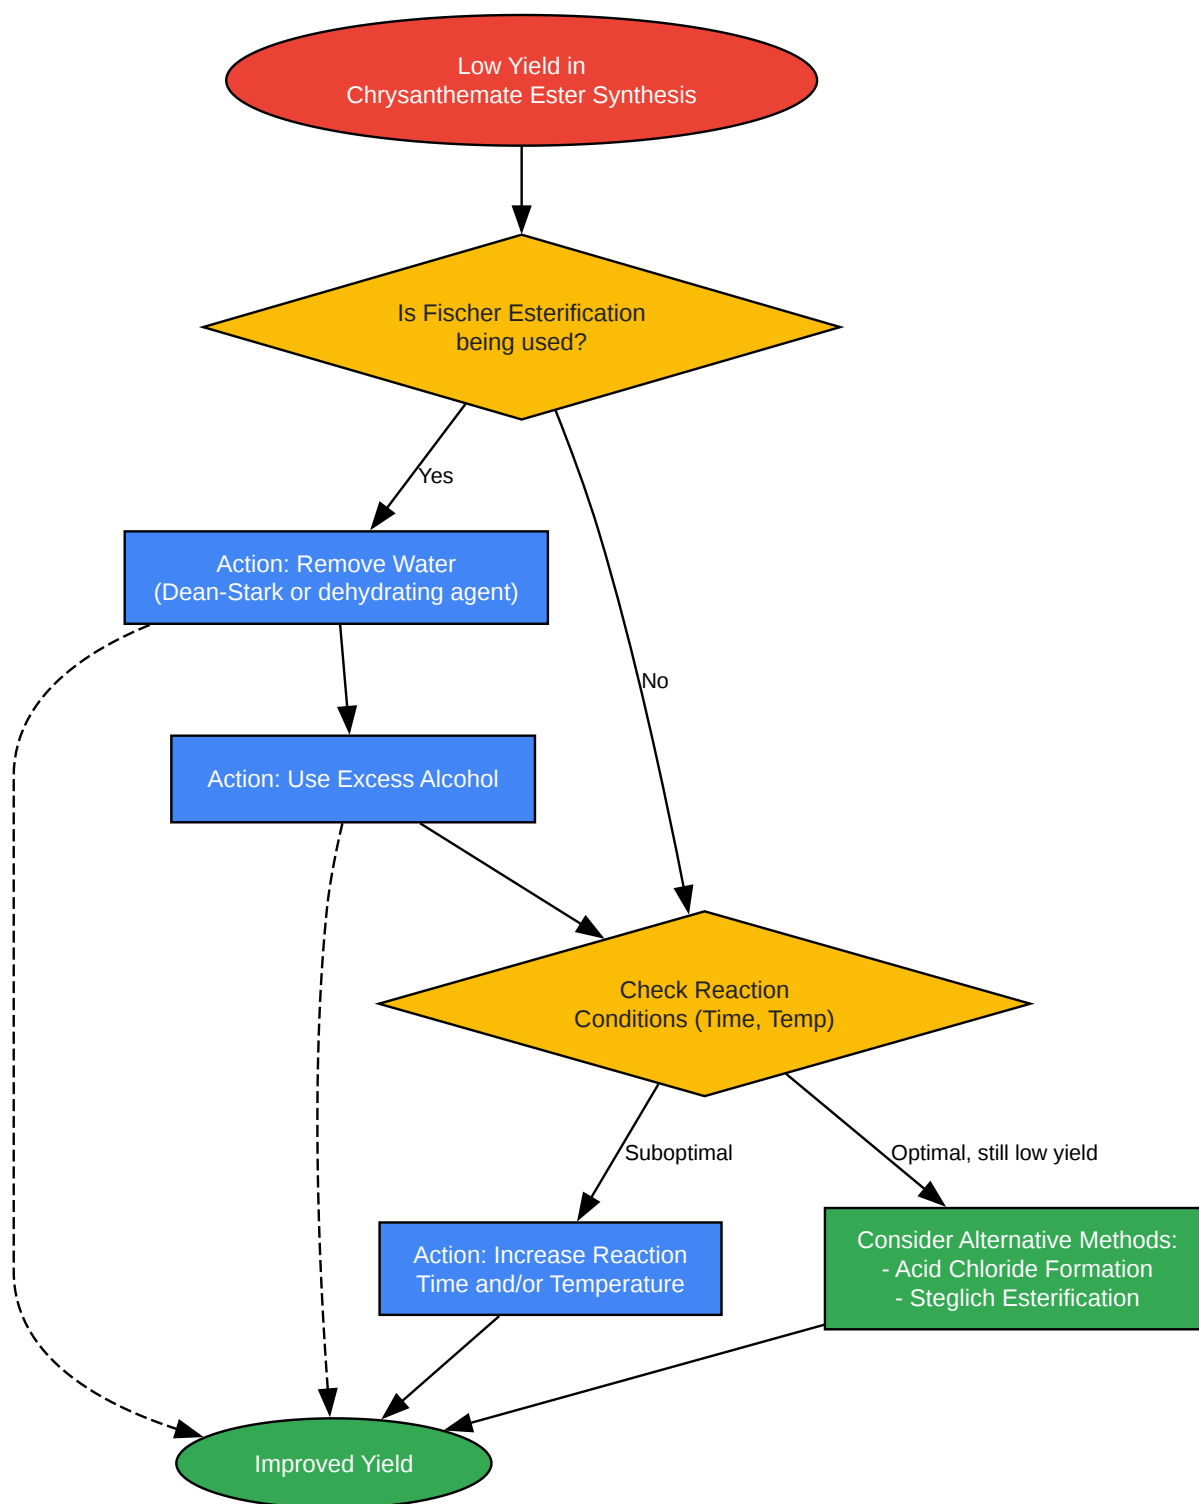 Low Yield in
Chrysanthemate Ester Synthesis
Is Fischer Esterification
being used?
Yes
Action: Remove Water
(Dean-Stark or dehydrating agent)
No
Action: Use Excess Alcohol
Check Reaction
Conditions (Time, Temp)
Suboptimal
Optimal, still low yield
Action: Increase Reaction
Time and/or Temperature
Consider Alternative Methods:
- Acid Chloride Formation
- Steglich Esterification
Improved Yield